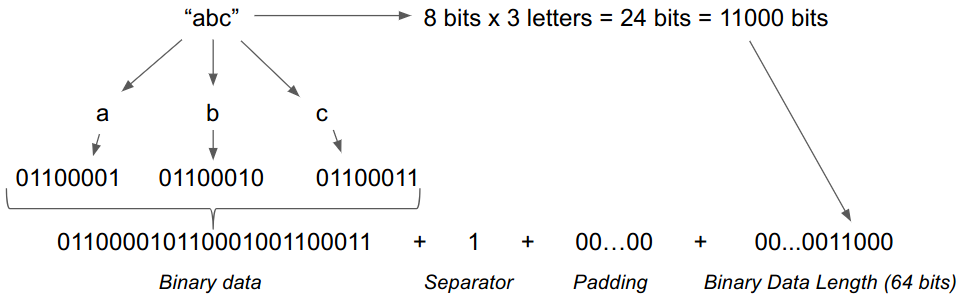 “abc” 8 bits x 3 letters = 24 bits = 11000 bits
a b c
01100001 01100010 01100011
011000010110001001100011 + 1 + 00…00 + 00...0011000
Binary data Separator Padding Binary Data Length (64 bits)